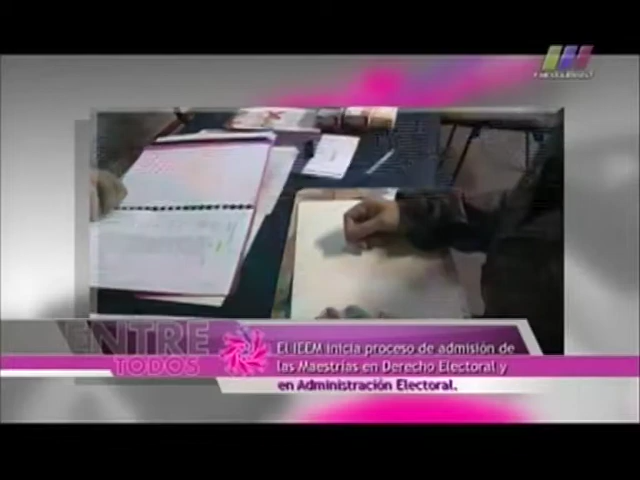 ENTRE
TODOS
El IEEM inicia proceso de admisión de
las Maestrías en Derecho Electoral y
en Administración Electoral.